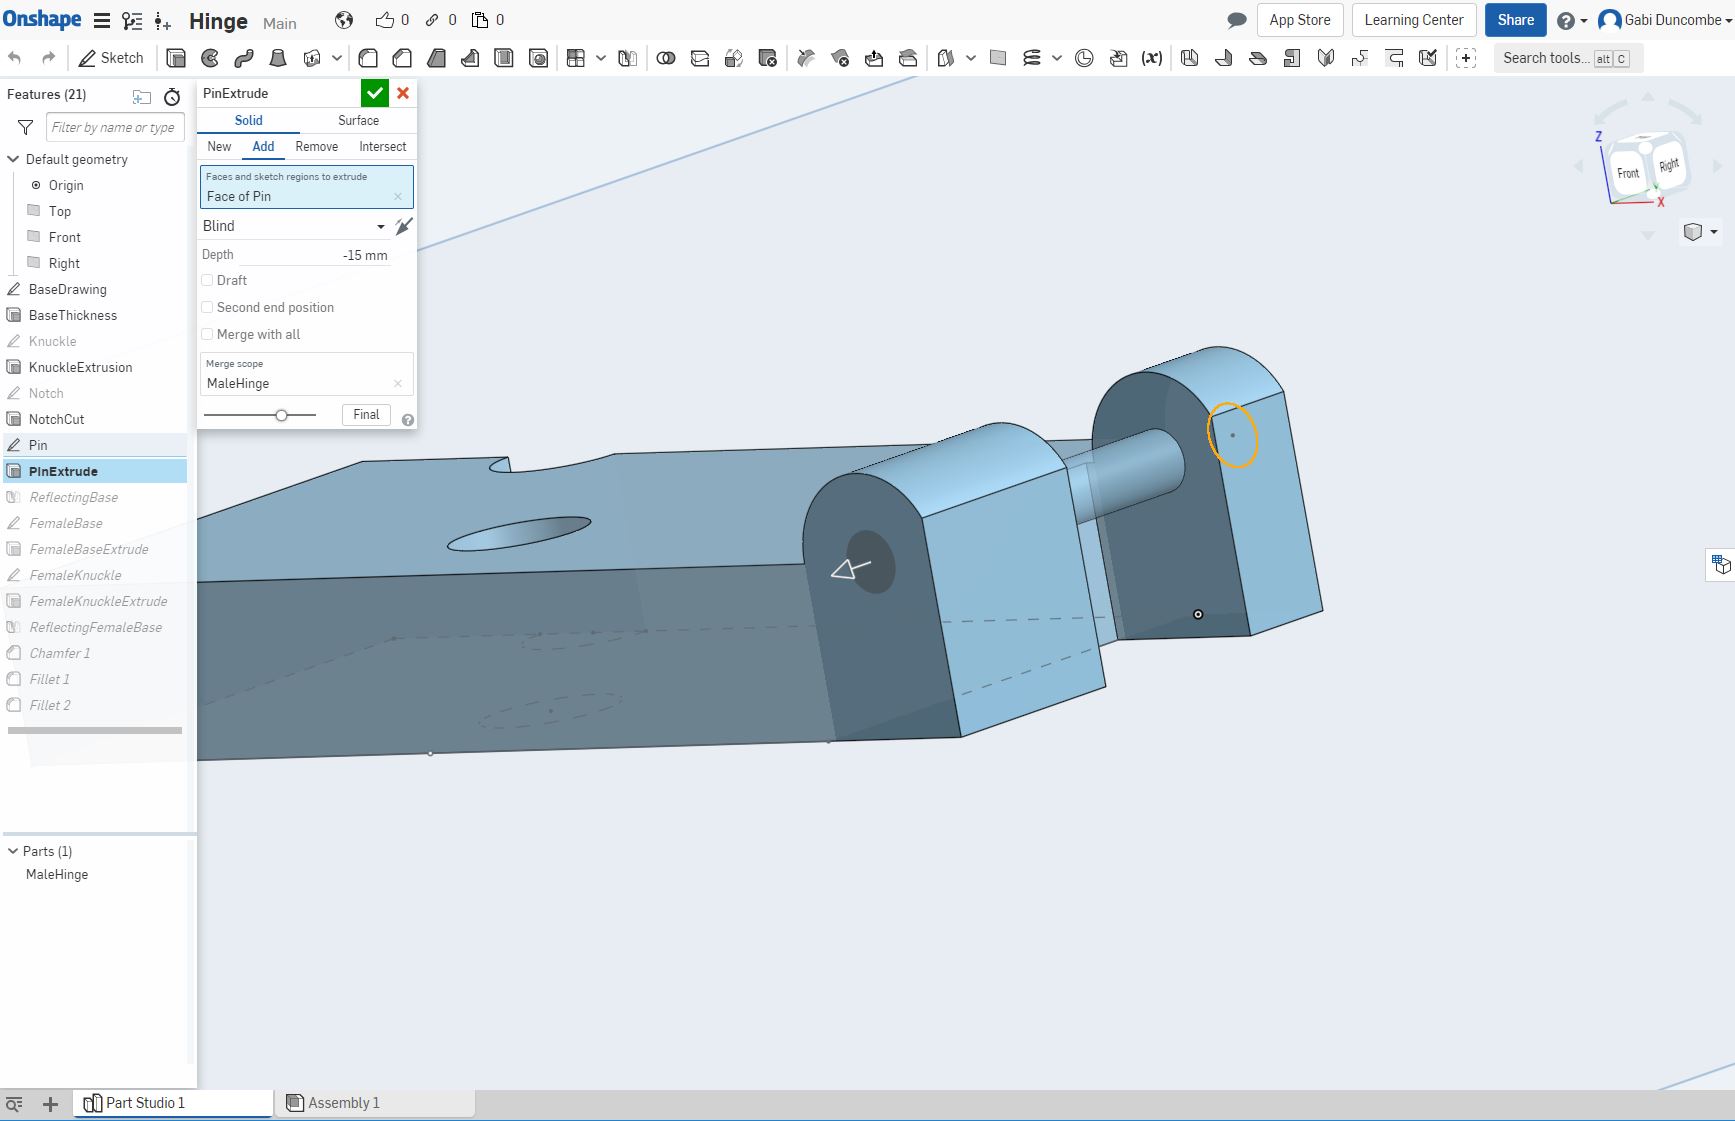 Onshape Hinge Main 0 0 0 App Store Learning Center Share ? Gabi Duncombe
Sketch (x) Search tools... alt C
Features (21)
Filter by name or type
Default geometry
Origin
Top
Front
Right
BaseDrawing
BaseThickness
Knuckle
KnuckleExtrusion
Notch
NotchCut
Pin
PinExtrude
ReflectingBase
FemaleBase
FemaleBaseExtrude
FemaleKnuckle
FemaleKnuckleExtrude
ReflectingFemaleBase
Chamfer 1
Fillet 1
Fillet 2
Parts (1)
MaleHinge
PinExtrude
Solid Surface
New Add Remove Intersect
Faces and sketch regions to extrude
Face of Pin
Blind
Depth -15 mm
Draft
Second end position
Merge with all
Merge scope
MaleHinge
Final ?
Z
Front Right
X
Part Studio 1 Assembly 1